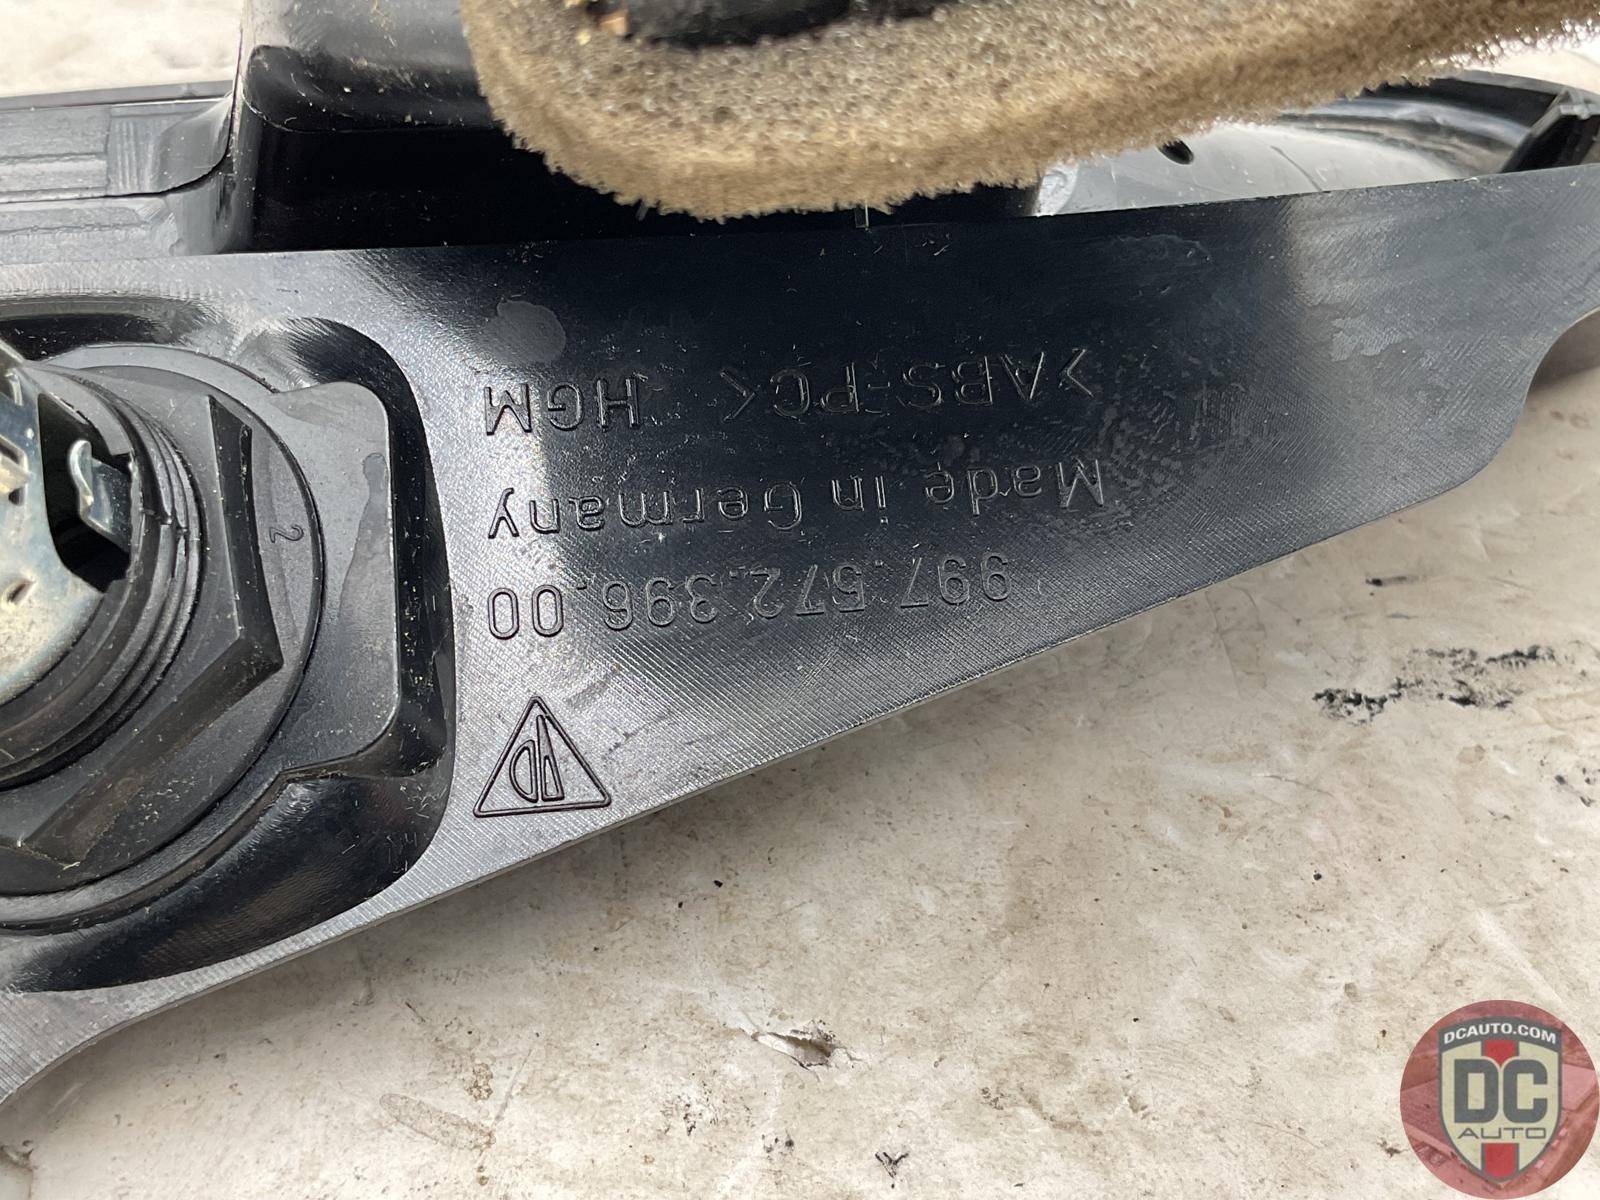 997.572.396.00
Made in Germany
>ABS-PC< HGM
2
DCAUTO.COM
DC
AUTO